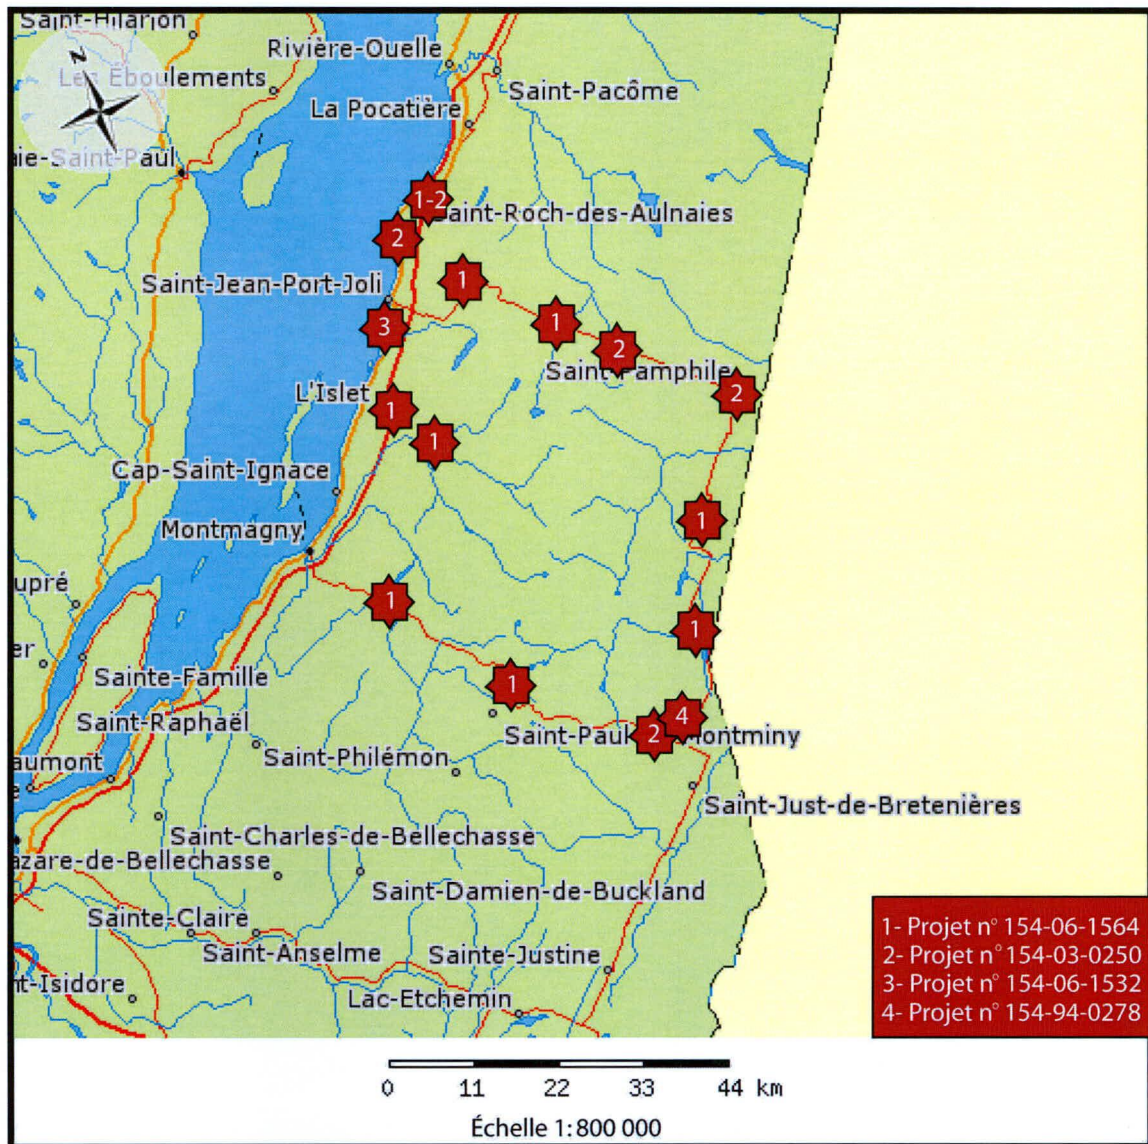 Saint-Hilarion
Rivière-Ouelle
N
Les Éboulements
Saint-Pacôme
La Pocatière
aie-Saint-Paul
1-2
Saint-Roch-des-Aulnaies
2
1
Saint-Jean-Port-Joli
3
1
2
Saint-Pamphile
2
L'Islet
1
1
Cap-Saint-Ignace
1
Montmagny
upré
1
1
er
Sainte-Famille
1
Saint-Raphaël
4
2
Saint-Paul
Montminy
aumont
Saint-Philémon
e
Saint-Just-de-Bretenières
Saint-Charles-de-Bellechasse
azare-de-Bellechasse
Saint-Damien-de-Buckland
Sainte-Claire
Saint-Anselme
Sainte-Justine
nt-Isidore
Lac-Etchemin
1- Projet n° 154-06-1564
2- Projet n° 154-03-0250
3- Projet n° 154-06-1532
4- Projet n° 154-94-0278
0 11 22 33 44 km
Échelle 1:800 000